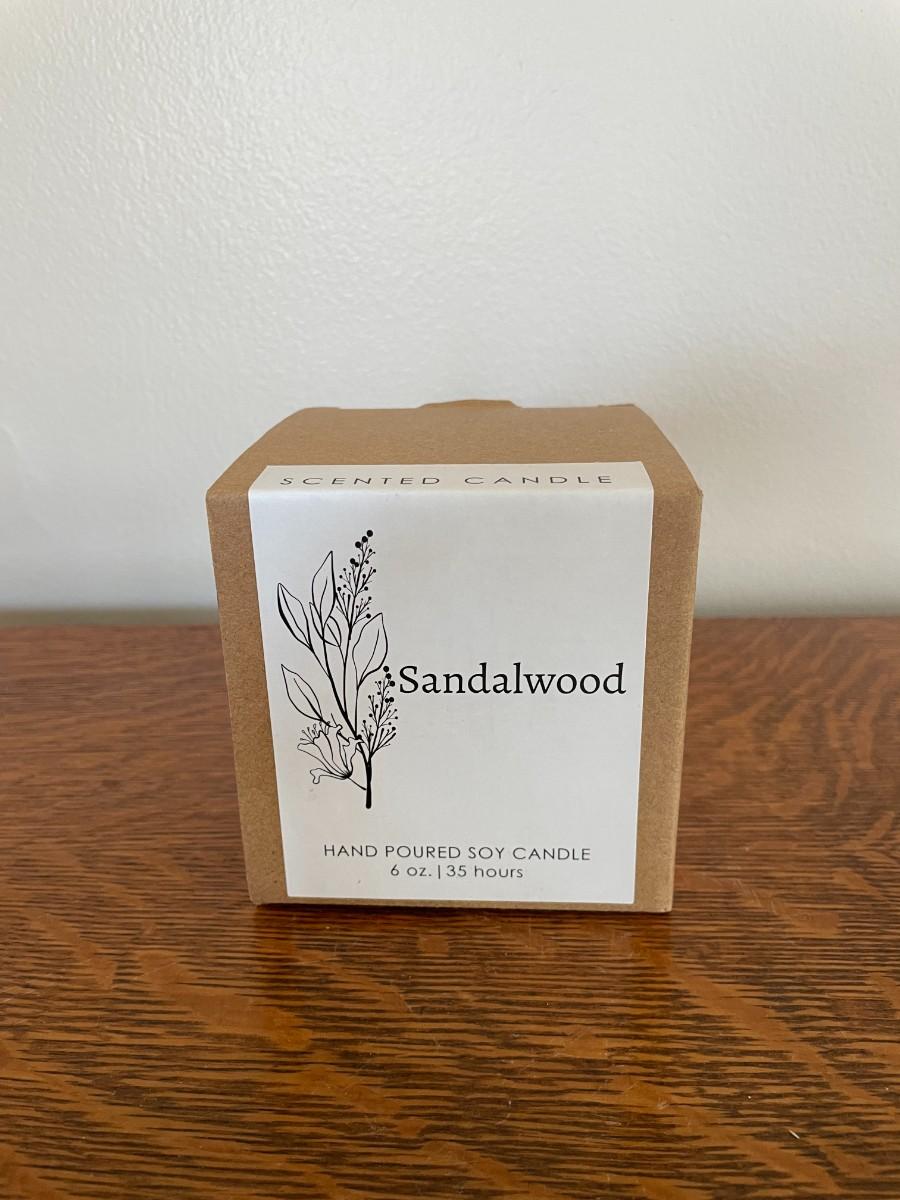 SCENTED CANDLE
Sandalwood
HAND POURED SOY CANDLE
6 oz. | 35 hours